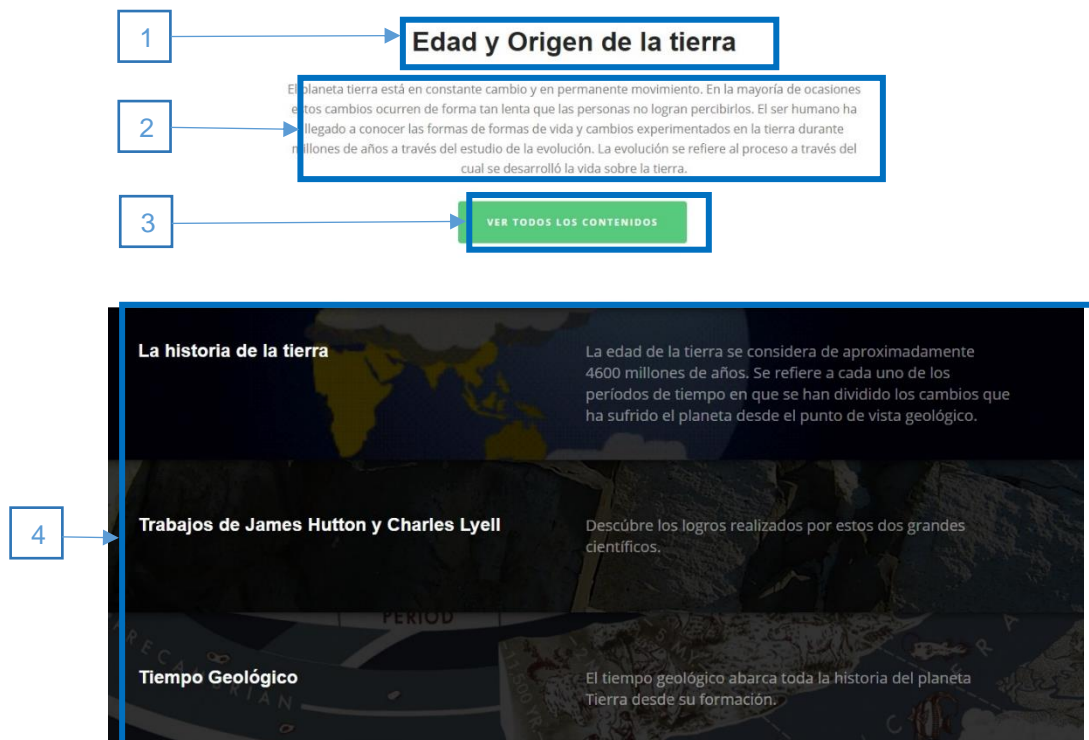 1
Edad y Origen de la tierra
El planeta tierra está en constante cambio y en permanente movimiento. En la mayoría de ocasiones
estos cambios ocurren de forma tan lenta que las personas no logran percibirlos. El ser humano ha
llegado a conocer las formas de formas de vida y cambios experimentados en la tierra durante
millones de años a través del estudio de la evolución. La evolución se refiere al proceso a través del
cual se desarrolló la vida sobre la tierra.
2
3
VER TODOS LOS CONTENIDOS
La historia de la tierra
La edad de la tierra se considera de aproximadamente
4600 millones de años. Se refiere a cada uno de los
períodos de tiempo en que se han dividido los cambios que
ha sufrido el planeta desde el punto de vista geológico.
4
Trabajos de James Hutton y Charles Lyell
Descúbre los logros realizados por estos dos grandes
científicos.
PERIOD
PRECAMBRIAN
Tiempo Geológico
El tiempo geológico abarca toda la historia del planeta
Tierra desde su formación.